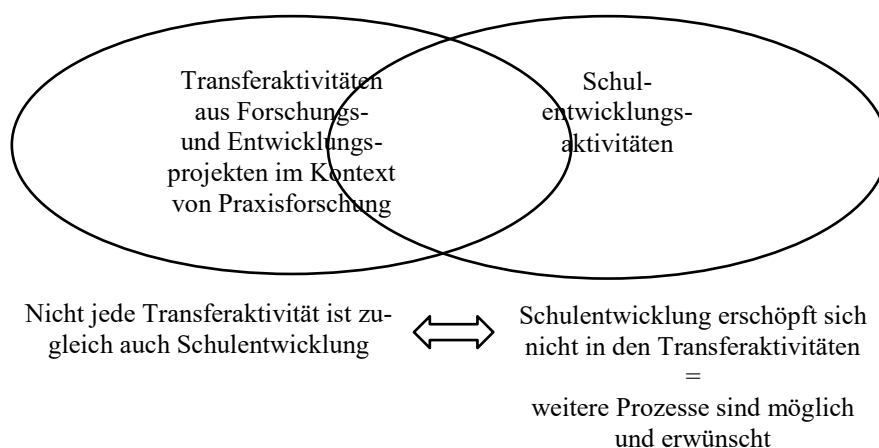 Transferaktivitäten
aus Forschungs-
und Entwicklungs-
projekten im Kontext
von Praxisforschung
Schul-
entwicklungs-
aktivitäten
Nicht jede Transferaktivität ist zu-
gleich auch Schulentwicklung
Schulentwicklung erschöpft sich
nicht in den Transferaktivitäten
=
weitere Prozesse sind möglich
und erwünscht